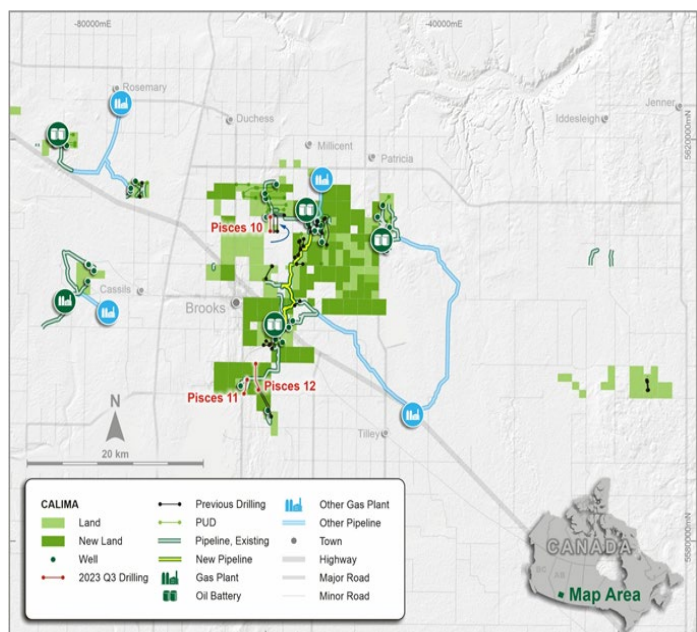 -80000mE
-40000mE
Rosemary
Duchess
Iddesleigh
Jenner
5620000mN
Millicent
Patricia
Pisces 10
Cassils
Brooks
Pisces 11
Pisces 12
Tilley
N
20 km
CALIMA
Land
New Land
Well
2023 Q3 Drilling
Previous Drilling
PUD
Pipeline, Existing
New Pipeline
Gas Plant
Oil Battery
Other Gas Plant
Other Pipeline
Town
Highway
Major Road
Minor Road
CANADA
BC
AB
Map Area